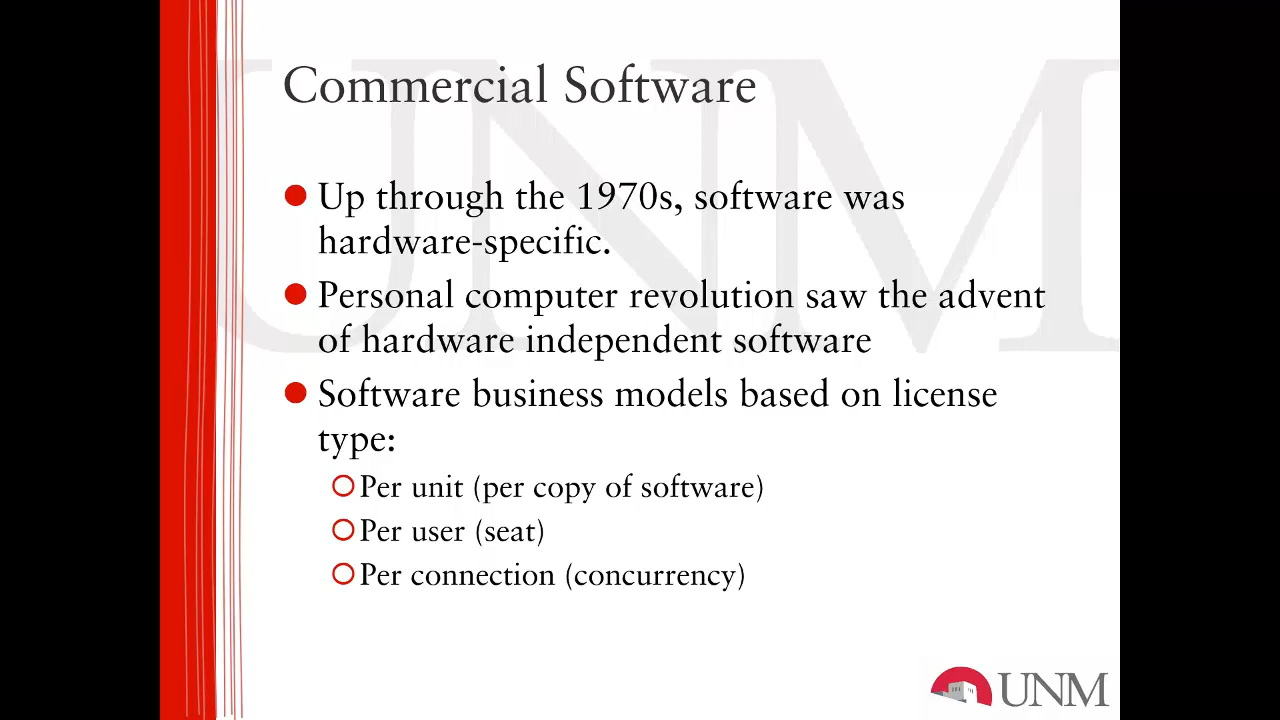 Commercial Software
Up through the 1970s, software was
hardware-specific.
Personal computer revolution saw the advent
of hardware independent software
Software business models based on license
type:
Per unit (per copy of software)
Per user (seat)
Per connection (concurrency)
UNM
UNM